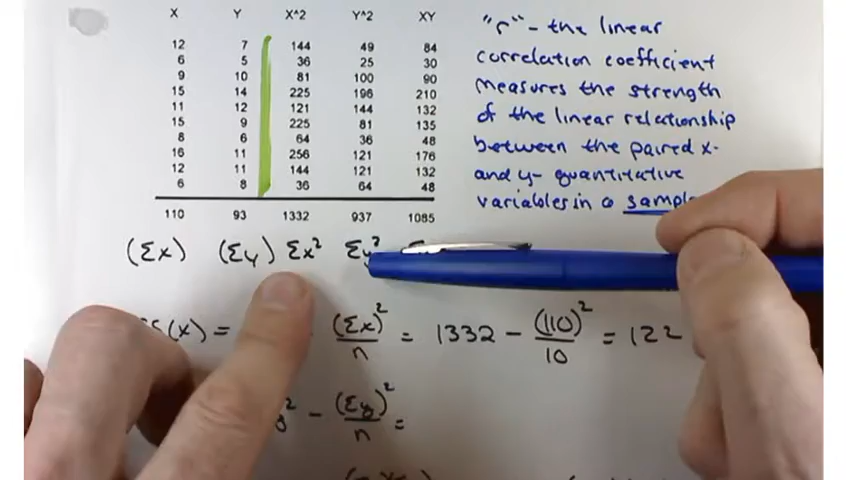 X Y X^2 Y^2 XY
12 7 144 49 84
6 5 36 25 30
9 10 81 100 90
15 14 225 196 210
11 12 121 144 132
15 9 225 81 135
8 6 64 36 48
16 11 256 121 176
12 11 144 121 132
6 8 36 64 48
110 93 1332 937 1085
(Σx) (Σy) Σx² Σy²
"r" - the linear
correlation coefficient
measures the strength
of the linear relationship
between the paired x-
and y- quantitative
variables in a
SS(x) = (Σx)²/n = 1332 - (110)²/10 = 122
- (Σy)²/n =